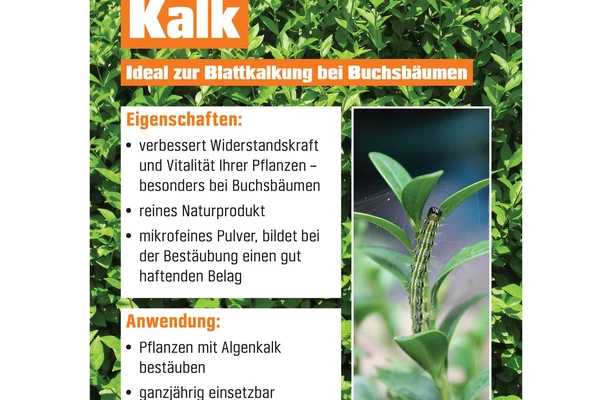 Kalk
Ideal zur Blattkalkung bei Buchsbäumen
Eigenschaften:
• verbessert Widerstandskraft
und Vitalität Ihrer Pflanzen –
besonders bei Buchsbäumen
• reines Naturprodukt
• mikrofeines Pulver, bildet bei
der Bestäubung einen gut
haftenden Belag
Anwendung:
• Pflanzen mit Algenkalk
bestäuben
• ganzjährig einsetzbar